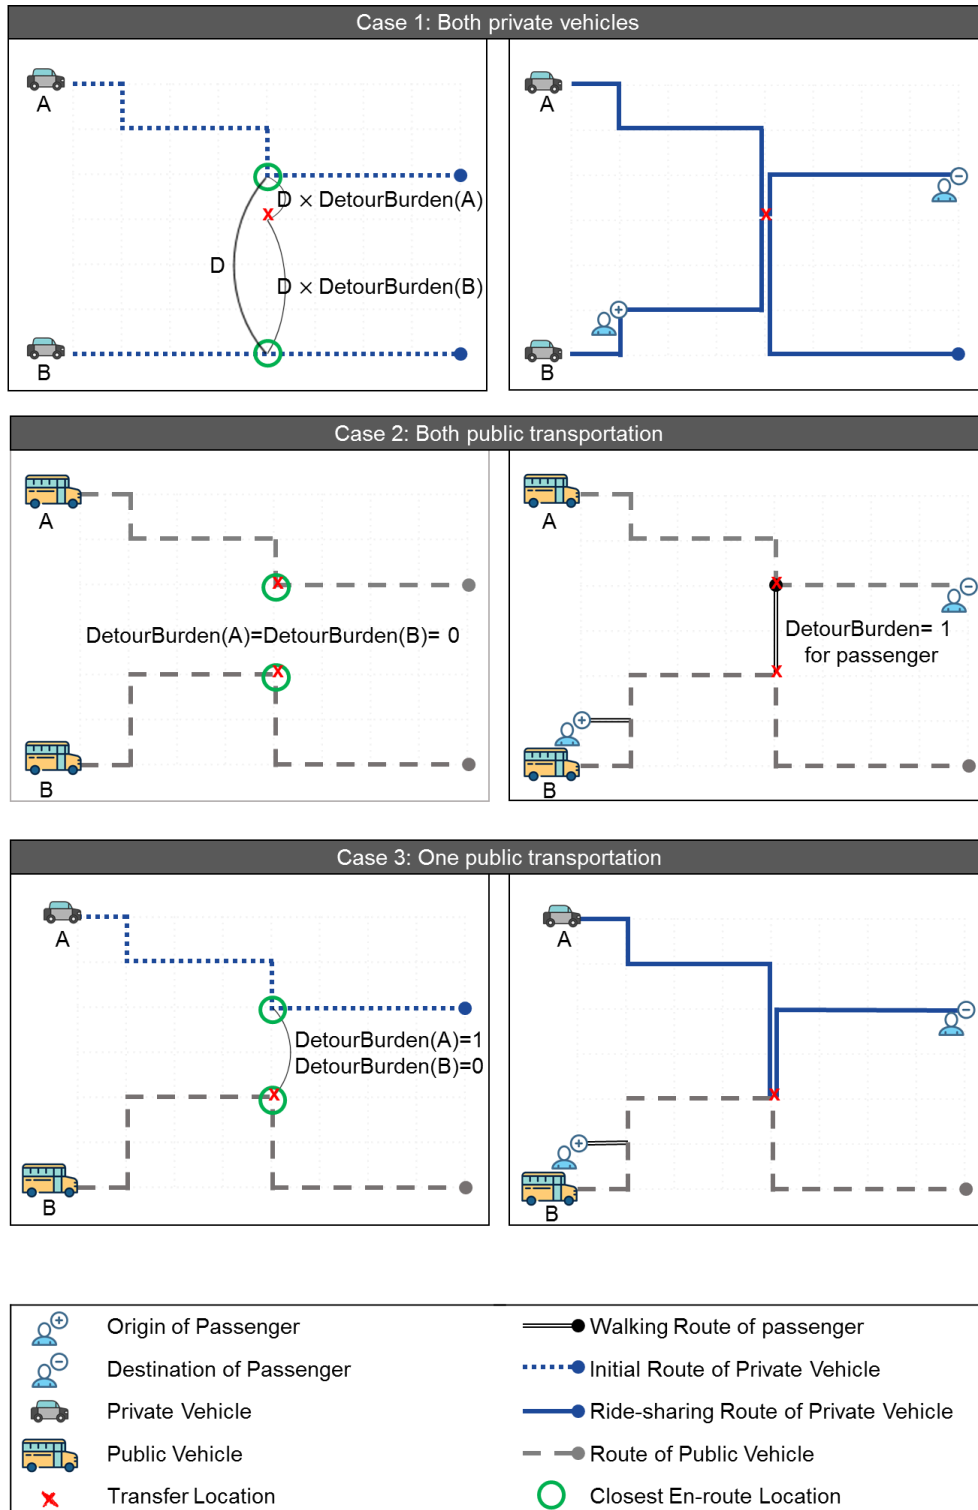 Case 1: Both private vehicles
A
D × DetourBurden(A)
D
D × DetourBurden(B)
B
A
B
Case 2: Both public transportation
A
DetourBurden(A)=DetourBurden(B)= 0
B
A
DetourBurden= 1
for passenger
B
Case 3: One public transportation
A
DetourBurden(A)=1
DetourBurden(B)=0
B
A
B
Origin of Passenger
Destination of Passenger
Private Vehicle
Public Vehicle
Transfer Location
Walking Route of passenger
Initial Route of Private Vehicle
Ride-sharing Route of Private Vehicle
Route of Public Vehicle
Closest En-route Location